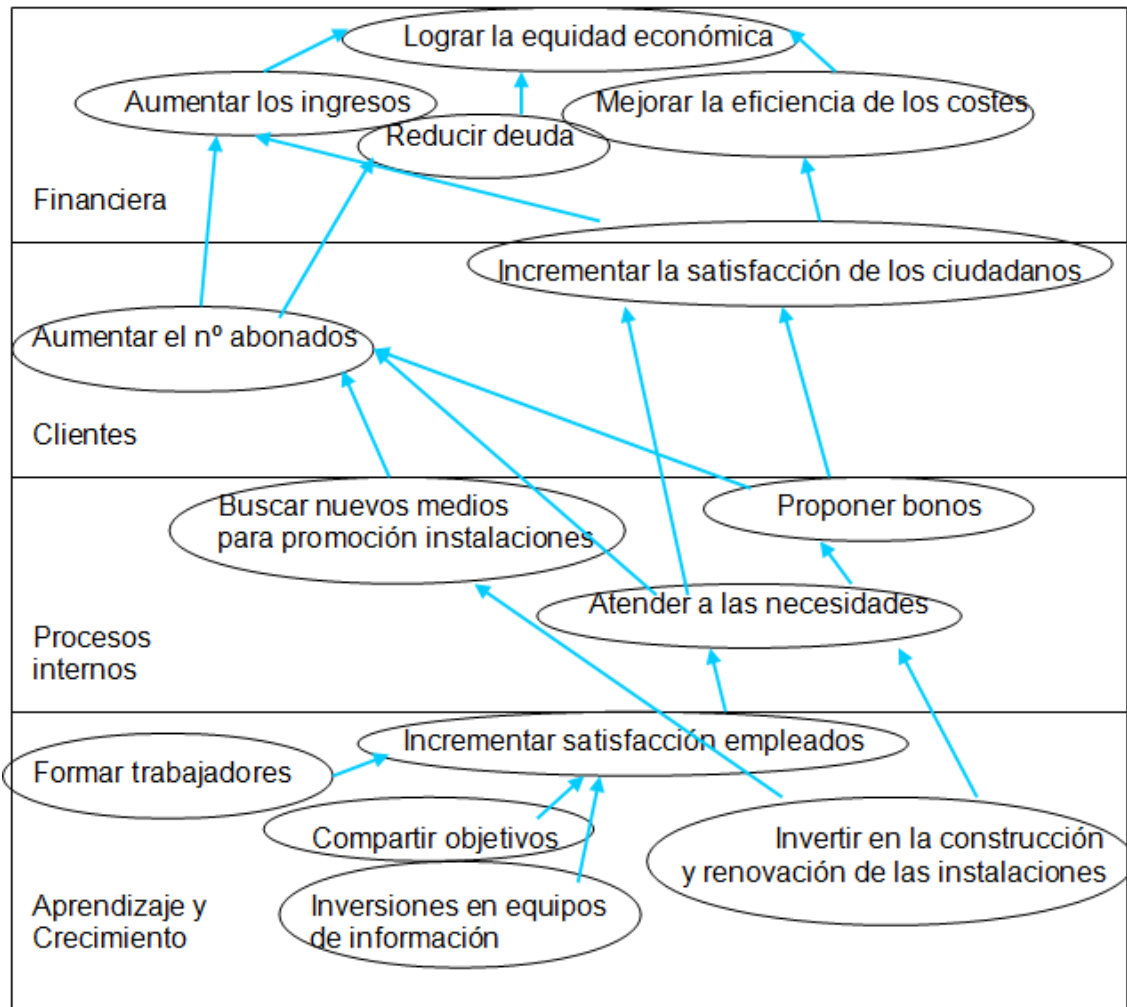 Lograr la equidad económica
Aumentar los ingresos
Mejorar la eficiencia de los costes
Reducir deuda
Financiera
Incrementar la satisfacción de los ciudadanos
Aumentar el nº abonados
Clientes
Buscar nuevos medios
para promoción instalaciones
Proponer bonos
Atender a las necesidades
Procesos
internos
Incrementar satisfacción empleados
Formar trabajadores
Compartir objetivos
Invertir en la construcción
y renovación de las instalaciones
Inversiones en equipos
de información
Aprendizaje y
Crecimiento